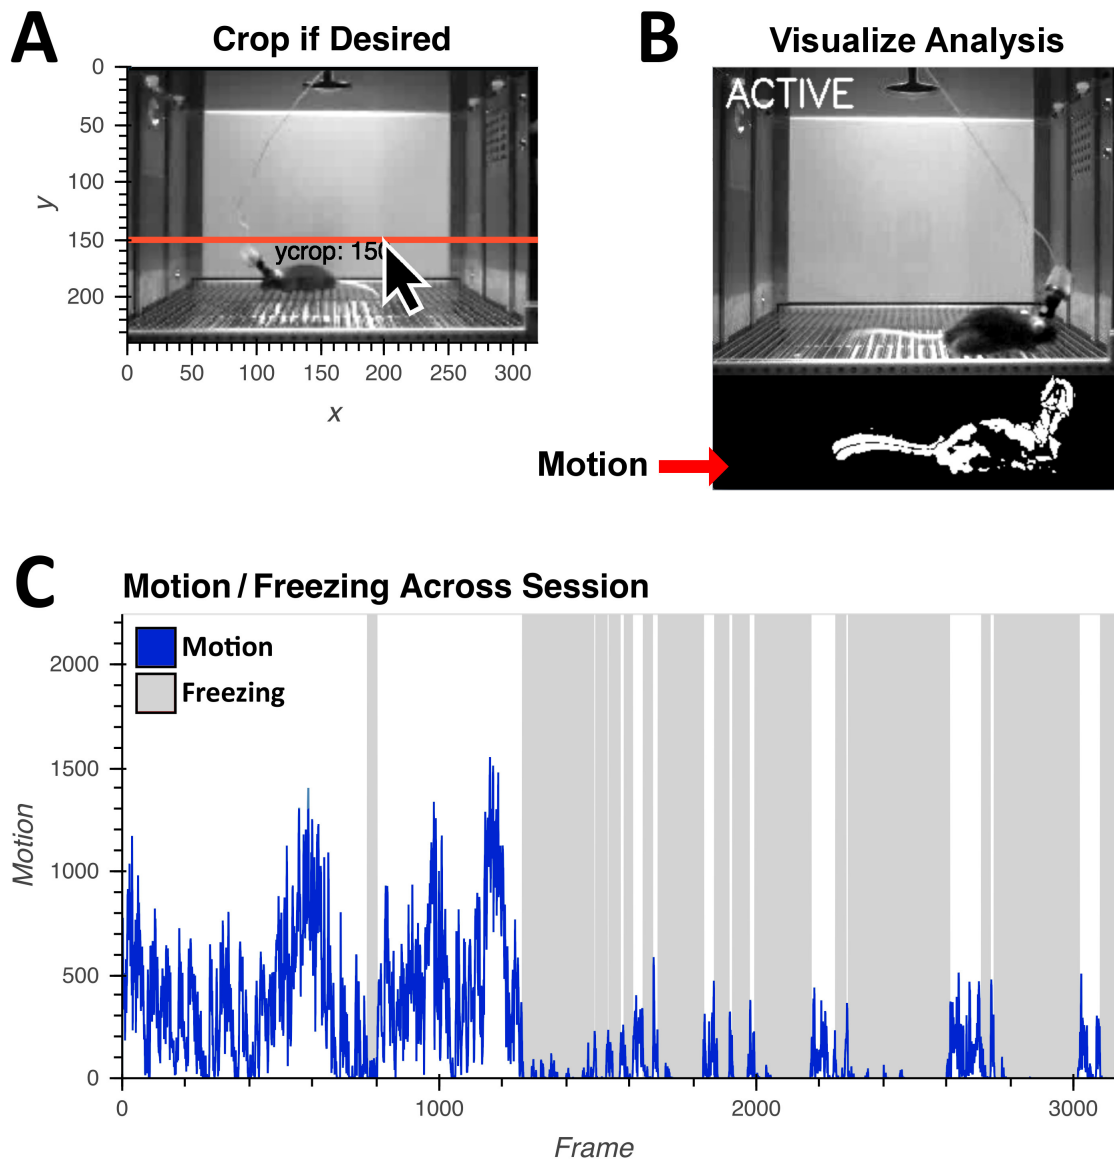 A
Crop if Desired
0
50
100
150
200
y
ycrop: 150
0 50 100 150 200 250 300
x
B
Visualize Analysis
ACTIVE
Motion
C
Motion / Freezing Across Session
Motion
Freezing
2000
1500
1000
500
0
Motion
0 1000 2000 3000
Frame